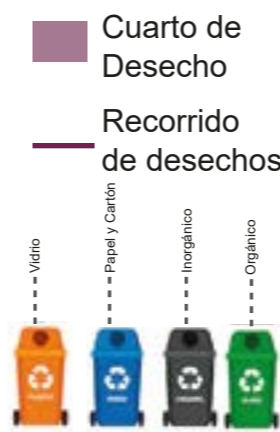 Cuarto de
Desecho
Recorrido
de desechos
Vidrio
Papel y Cartón
Inorgánico
Orgánico